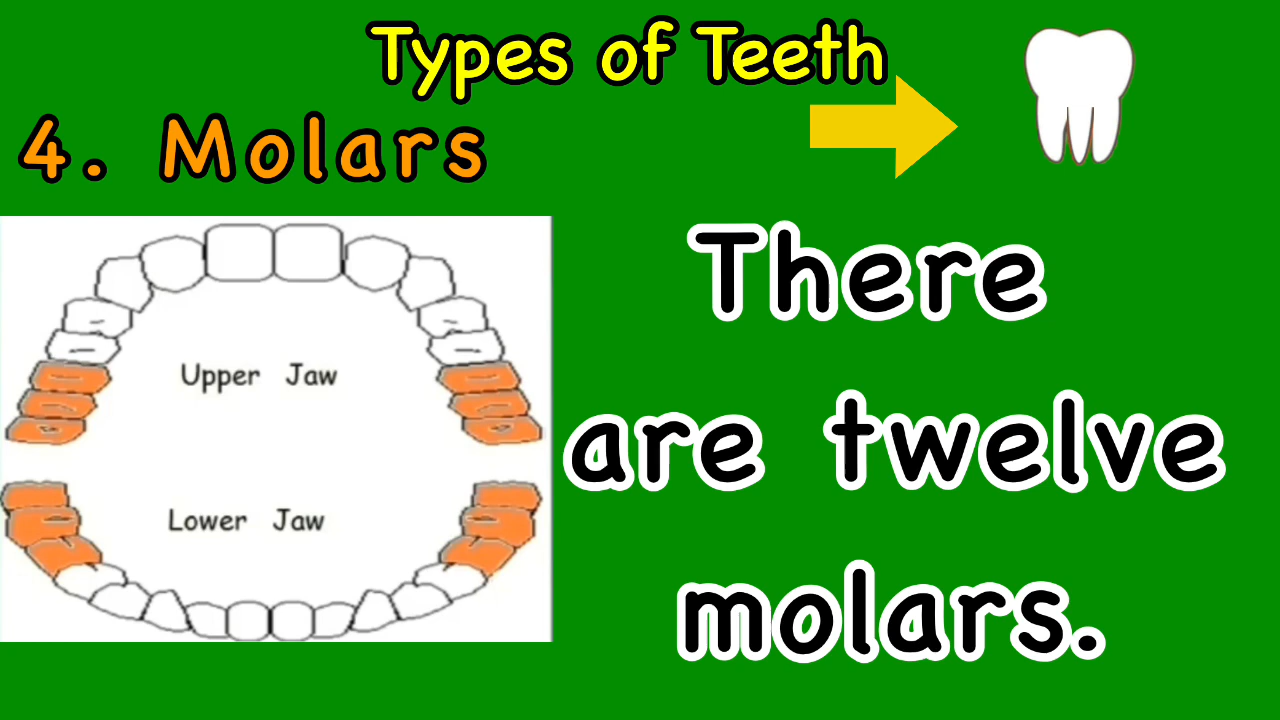 Types of Teeth
4. Molars
Upper Jaw
Lower Jaw
There
are twelve
molars.